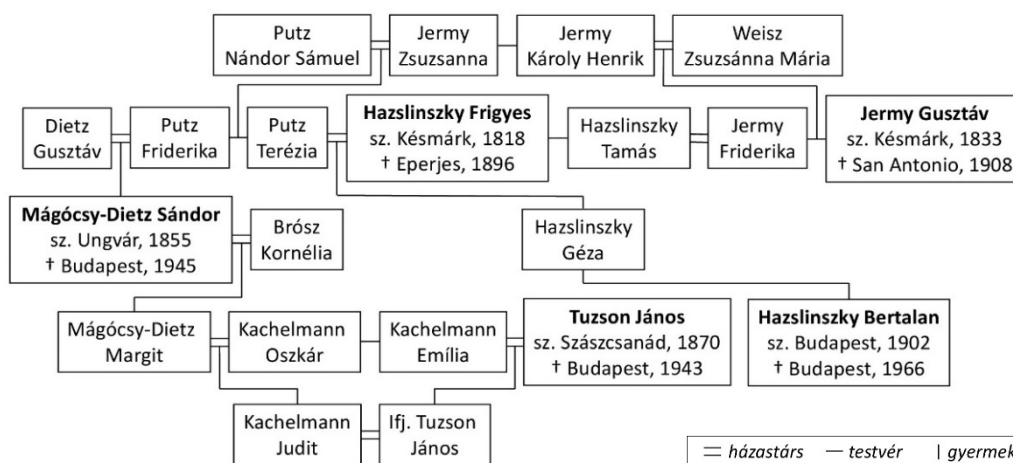 Putz
Nándor Sámuel
Jermy
Zsuzsanna
Jermy
Károly Henrik
Weisz
Zsuzsánna Mária
Dietz
Gusztáv
Putz
Friderika
Putz
Terézia
Hazslinszky Frigyes
sz. Késmárk, 1818
† Eperjes, 1896
Hazslinszky
Tamás
Jermy
Friderika
Jermy Gusztáv
sz. Késmárk, 1833
† San Antonio, 1908
Mágócsy-Dietz Sándor
sz. Ungvár, 1855
† Budapest, 1945
Brósz
Kornélia
Hazslinszky
Géza
Mágócsy-Dietz
Margit
Kachelmann
Oszkár
Kachelmann
Emília
Tuzson János
sz. Szászcsanád, 1870
† Budapest, 1943
Hazslinszky Bertalan
sz. Budapest, 1902
† Budapest, 1966
Kachelmann
Judit
Ifj. Tuzson
János
= házastárs — testvér | gyermek